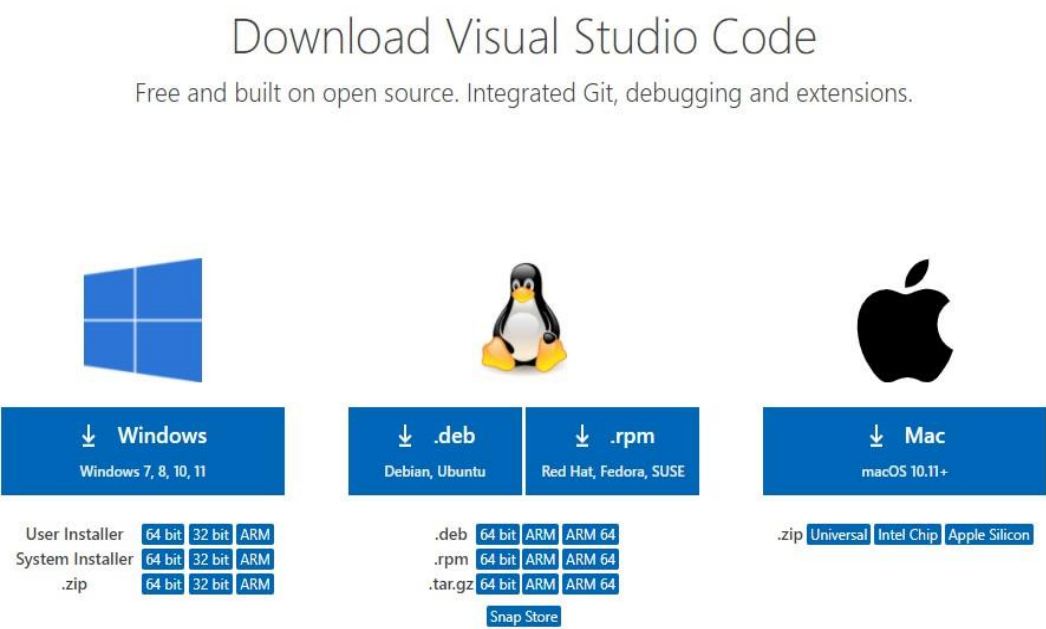 Download Visual Studio Code
Free and built on open source. Integrated Git, debugging and extensions.
Windows
Windows 7, 8, 10, 11
User Installer 64 bit 32 bit ARM
System Installer 64 bit 32 bit ARM
.zip 64 bit 32 bit ARM
.deb
Debian, Ubuntu
.rpm
Red Hat, Fedora, SUSE
.deb 64 bit ARM ARM 64
.rpm 64 bit ARM ARM 64
.tar.gz 64 bit ARM ARM 64
Snap Store
Mac
macOS 10.11+
.zip Universal Intel Chip Apple Silicon